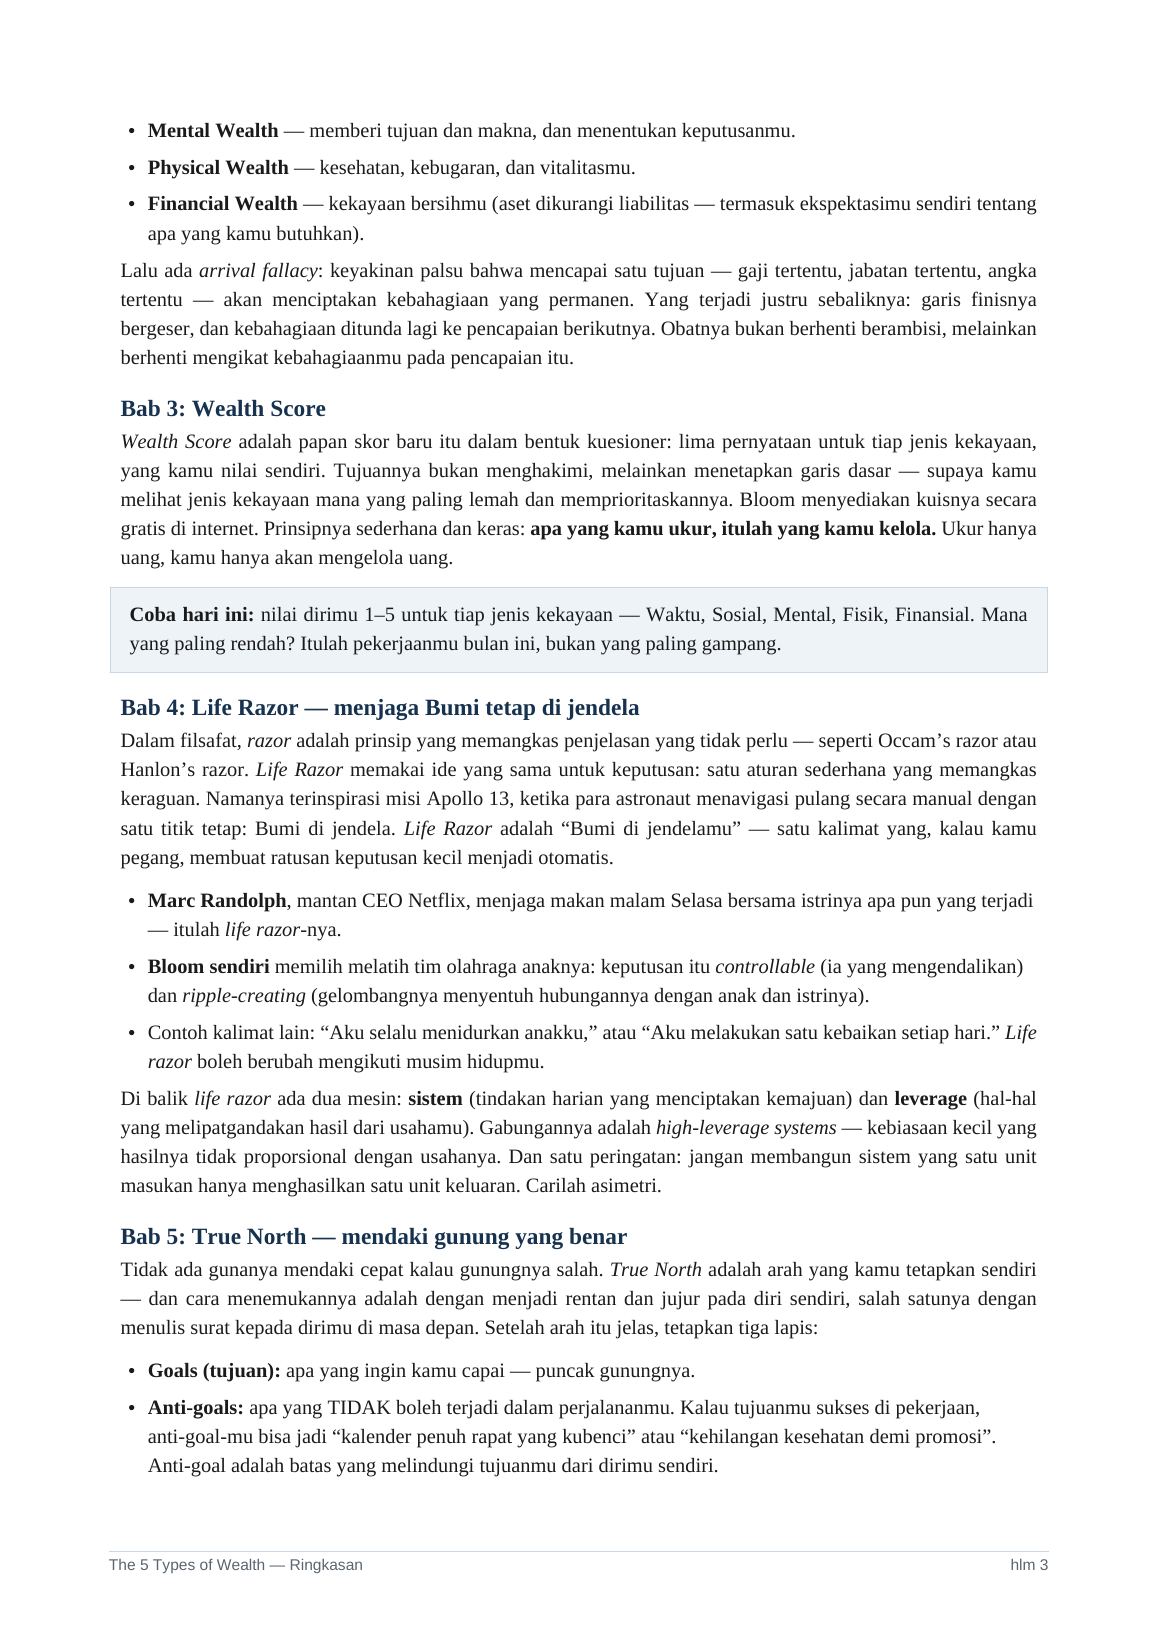 • Mental Wealth — memberi tujuan dan makna, dan menentukan keputusanmu.
• Physical Wealth — kesehatan, kebugaran, dan vitalitasmu.
• Financial Wealth — kekayaan bersihmu (aset dikurangi liabilitas — termasuk ekspektasimu sendiri tentang
apa yang kamu butuhkan).
Lalu ada arrival fallacy: keyakinan palsu bahwa mencapai satu tujuan — gaji tertentu, jabatan tertentu, angka
tertentu — akan menciptakan kebahagiaan yang permanen. Yang terjadi justru sebaliknya: garis finisnya
bergeser, dan kebahagiaan ditunda lagi ke pencapaian berikutnya. Obatnya bukan berhenti berambisi, melainkan
berhenti mengikat kebahagiaanmu pada pencapaian itu.
Bab 3: Wealth Score
Wealth Score adalah papan skor baru itu dalam bentuk kuesioner: lima pernyataan untuk tiap jenis kekayaan,
yang kamu nilai sendiri. Tujuannya bukan menghakimi, melainkan menetapkan garis dasar — supaya kamu
melihat jenis kekayaan mana yang paling lemah dan memprioritaskannya. Bloom menyediakan kuisnya secara
gratis di internet. Prinsipnya sederhana dan keras: apa yang kamu ukur, itulah yang kamu kelola. Ukur hanya
uang, kamu hanya akan mengelola uang.
Coba hari ini: nilai dirimu 1–5 untuk tiap jenis kekayaan — Waktu, Sosial, Mental, Fisik, Finansial. Mana
yang paling rendah? Itulah pekerjaanmu bulan ini, bukan yang paling gampang.
Bab 4: Life Razor — menjaga Bumi tetap di jendela
Dalam filsafat, razor adalah prinsip yang memangkas penjelasan yang tidak perlu — seperti Occam’s razor atau
Hanlon’s razor. Life Razor memakai ide yang sama untuk keputusan: satu aturan sederhana yang memangkas
keraguan. Namanya terinspirasi misi Apollo 13, ketika para astronaut menavigasi pulang secara manual dengan
satu titik tetap: Bumi di jendela. Life Razor adalah “Bumi di jendelamu” — satu kalimat yang, kalau kamu
pegang, membuat ratusan keputusan kecil menjadi otomatis.
• Marc Randolph, mantan CEO Netflix, menjaga makan malam Selasa bersama istrinya apa pun yang terjadi
— itulah life razor-nya.
• Bloom sendiri memilih melatih tim olahraga anaknya: keputusan itu controllable (ia yang mengendalikan)
dan ripple-creating (gelombangnya menyentuh hubungannya dengan anak dan istrinya).
• Contoh kalimat lain: “Aku selalu menidurkan anakku,” atau “Aku melakukan satu kebaikan setiap hari.” Life
razor boleh berubah mengikuti musim hidupmu.
Di balik life razor ada dua mesin: sistem (tindakan harian yang menciptakan kemajuan) dan leverage (hal-hal
yang melipatgandakan hasil dari usahamu). Gabungannya adalah high-leverage systems — kebiasaan kecil yang
hasilnya tidak proporsional dengan usahanya. Dan satu peringatan: jangan membangun sistem yang satu unit
masukan hanya menghasilkan satu unit keluaran. Carilah asimetri.
Bab 5: True North — mendaki gunung yang benar
Tidak ada gunanya mendaki cepat kalau gunungnya salah. True North adalah arah yang kamu tetapkan sendiri
— dan cara menemukannya adalah dengan menjadi rentan dan jujur pada diri sendiri, salah satunya dengan
menulis surat kepada dirimu di masa depan. Setelah arah itu jelas, tetapkan tiga lapis:
• Goals (tujuan): apa yang ingin kamu capai — puncak gunungnya.
• Anti-goals: apa yang TIDAK boleh terjadi dalam perjalananmu. Kalau tujuanmu sukses di pekerjaan,
anti-goal-mu bisa jadi “kalender penuh rapat yang kubenci” atau “kehilangan kesehatan demi promosi”.
Anti-goal adalah batas yang melindungi tujuanmu dari dirimu sendiri.
The 5 Types of Wealth — Ringkasan
hlm 3